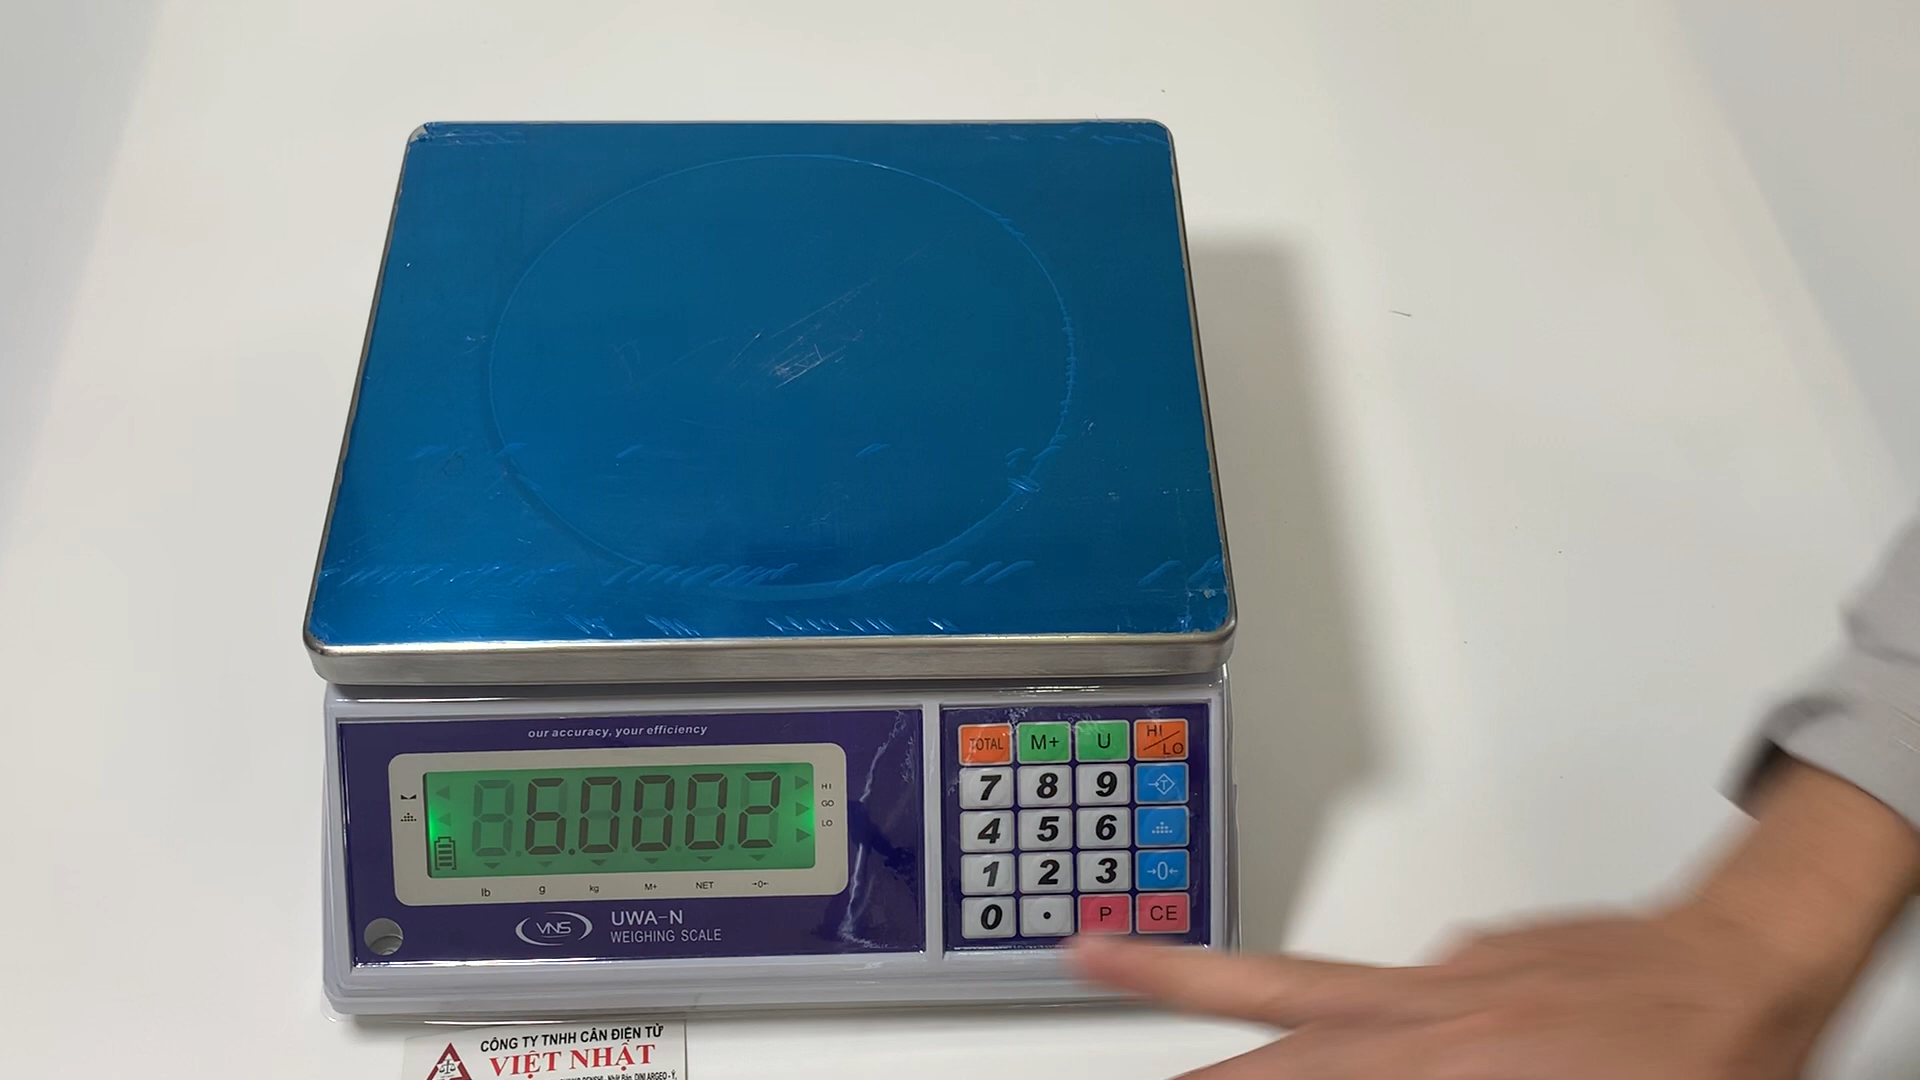 our accuracy, your efficiency
6.0002
HI
GO
LO
lb g kg M+ NET →0←
VNS
UWA-N
WEIGHING SCALE
TOTAL M+ U HI/LO
7 8 9 →T
4 5 6
1 2 3 →0←
0 . P CE
CÔNG TY TNHH CÂN ĐIỆN TỬ
VIỆT NHẬT